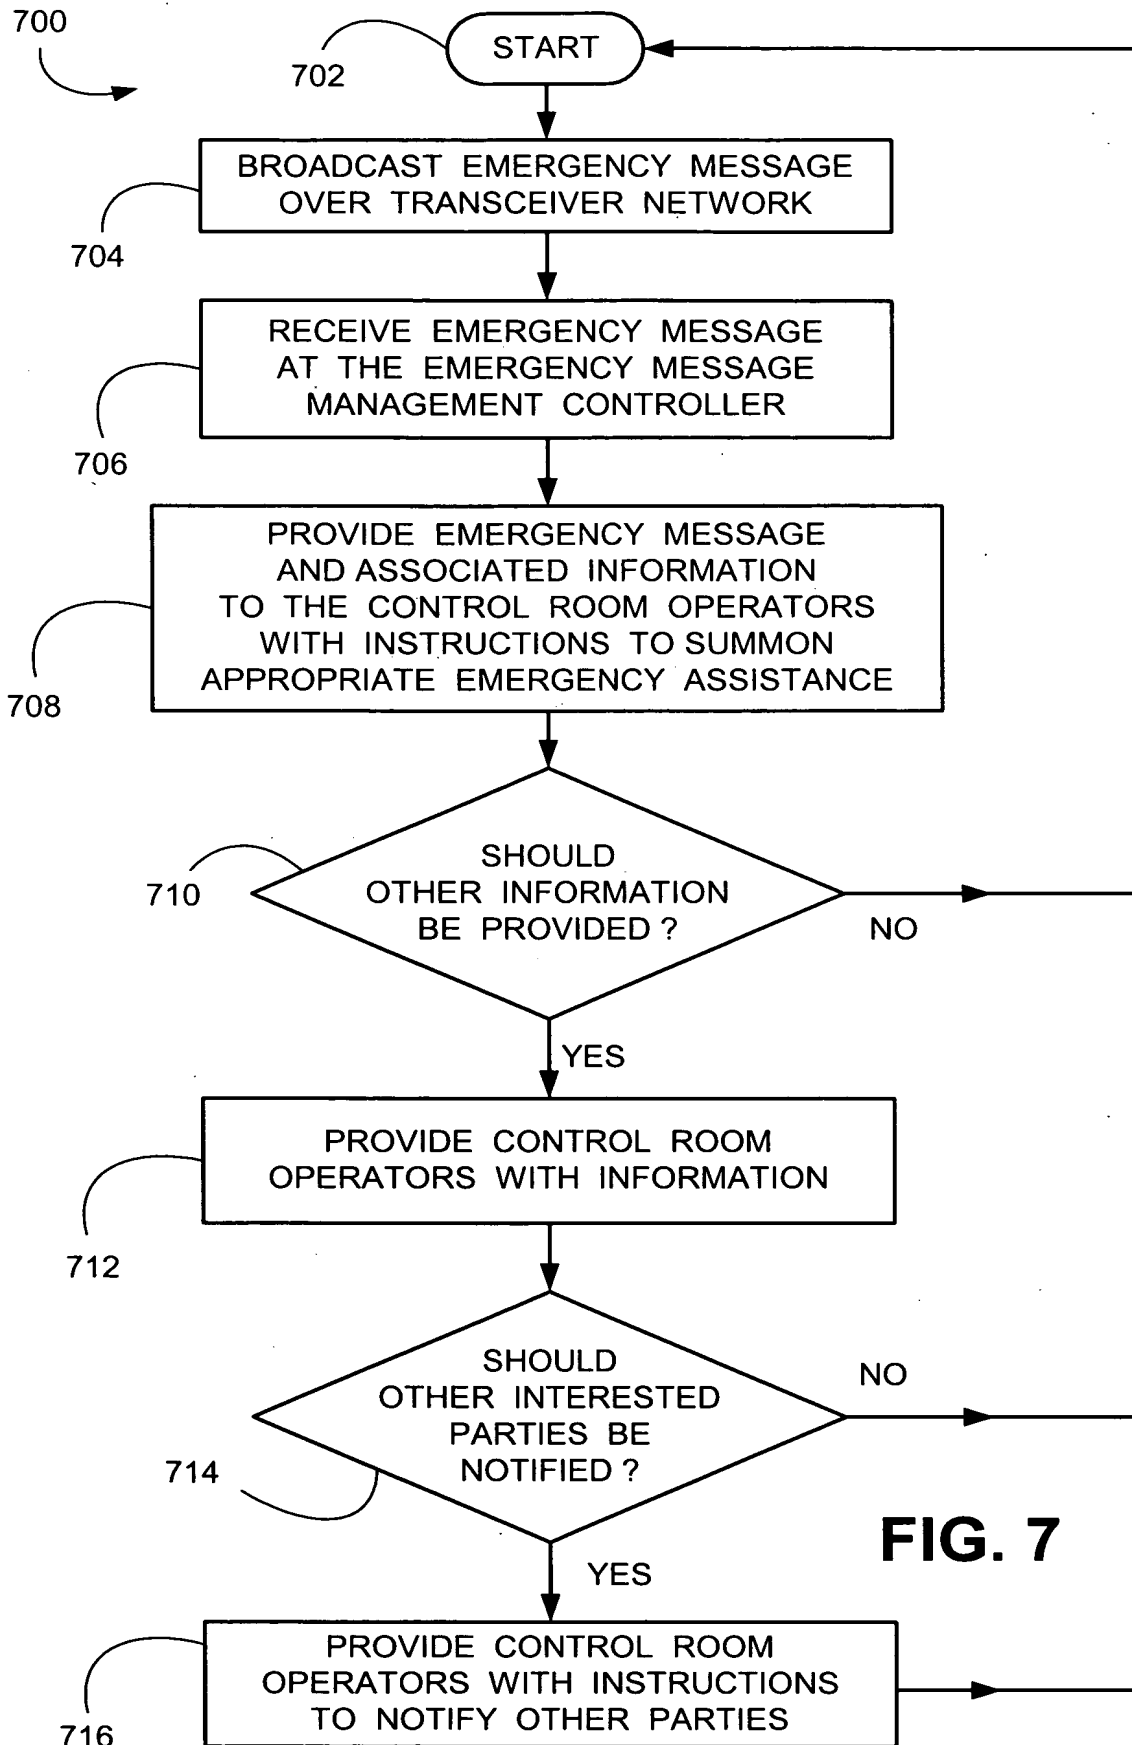 700
START
702
BROADCAST EMERGENCY MESSAGE
OVER TRANSCEIVER NETWORK
704
RECEIVE EMERGENCY MESSAGE
AT THE EMERGENCY MESSAGE
MANAGEMENT CONTROLLER
706
PROVIDE EMERGENCY MESSAGE
AND ASSOCIATED INFORMATION
TO THE CONTROL ROOM OPERATORS
WITH INSTRUCTIONS TO SUMMON
APPROPRIATE EMERGENCY ASSISTANCE
708
SHOULD
OTHER INFORMATION
BE PROVIDED ?
710
NO
YES
PROVIDE CONTROL ROOM
OPERATORS WITH INFORMATION
712
SHOULD
OTHER INTERESTED
PARTIES BE
NOTIFIED ?
NO
714
FIG. 7
YES
PROVIDE CONTROL ROOM
OPERATORS WITH INSTRUCTIONS
TO NOTIFY OTHER PARTIES
716